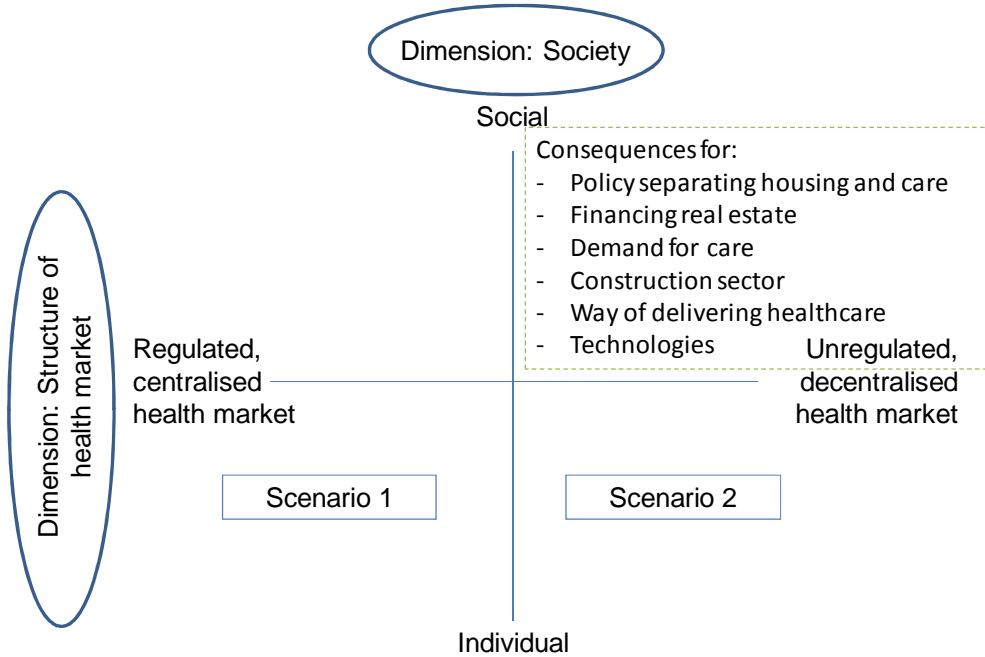 Dimension: Society
Social
Consequences for:
- Policy separating housing and care
- Financing real estate
- Demand for care
- Construction sector
- Way of delivering healthcare
- Technologies
Dimension: Structure of
health market
Regulated,
centralised
health market
Unregulated,
decentralised
health market
Scenario 1
Scenario 2
Individual